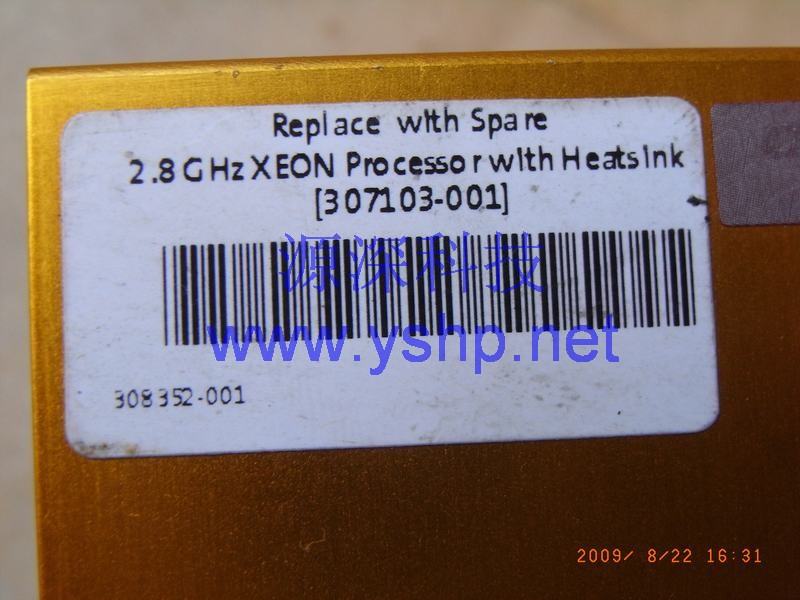 Replace with Spare
2.8 GHz XEON Processor with Heatsink
[307103-001]
源深科技
www.yshp.net
308352-001
2009/ 8/22 16:31